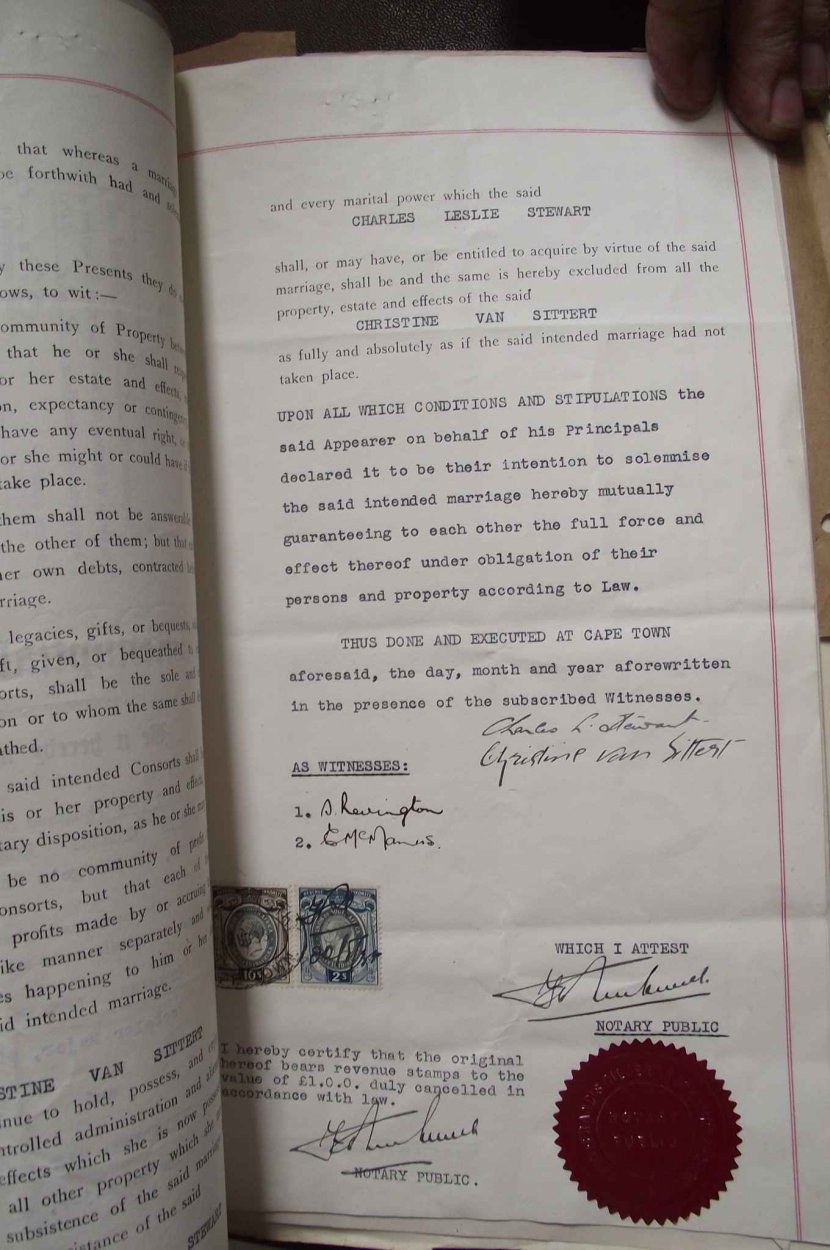 that whereas a
be forthwith had and
these Presents they do
ows, to wit :—
ommunity of Property
that he or she shall
or her estate and effects,
on, expectancy or
have any eventual right,
or she might or could have
take place.
them shall not be
the other of them; but that
her own debts, contracted
rriage.
legacies, gifts, or bequests,
ft, given, or bequeathed to
orts, shall be the sole and
on or to whom the same shall
athed.
said intended Consorts shall
is or her property and
tary disposition, as he or she
be no community of
onsorts, but that each of
profits made by or accruing
like manner separately and
es happening to him or her
id intended marriage.
STINE VAN SITTERT
nue to hold, possess, and
ntrolled administration and
effects which she is now
all other property which she
subsistence of the said
istance of the said
STEWART
and every marital power which the said
CHARLES LESLIE STEWART
shall, or may have, or be entitled to acquire by virtue of the said
marriage, shall be and the same is hereby excluded from all the
property, estate and effects of the said
CHRISTINE VAN SITTERT
as fully and absolutely as if the said intended marriage had not
taken place.
UPON ALL WHICH CONDITIONS AND STIPULATIONS the
said Appearer on behalf of his Principals
declared it to be their intention to solemnise
the said intended marriage hereby mutually
guaranteeing to each other the full force and
effect thereof under obligation of their
persons and property according to Law.
THUS DONE AND EXECUTED AT CAPE TOWN
aforesaid, the day, month and year aforewritten
in the presence of the subscribed Witnesses.
Charles L. Stewart
Christine van Sittert
AS WITNESSES:
1. D. Revington
2. E McManus.
WHICH I ATTEST
NOTARY PUBLIC
I hereby certify that the original
hereof bears revenue stamps to the
value of £1.0.0. duly cancelled in
accordance with law.
NOTARY PUBLIC.
NOTARY
PUBLIC